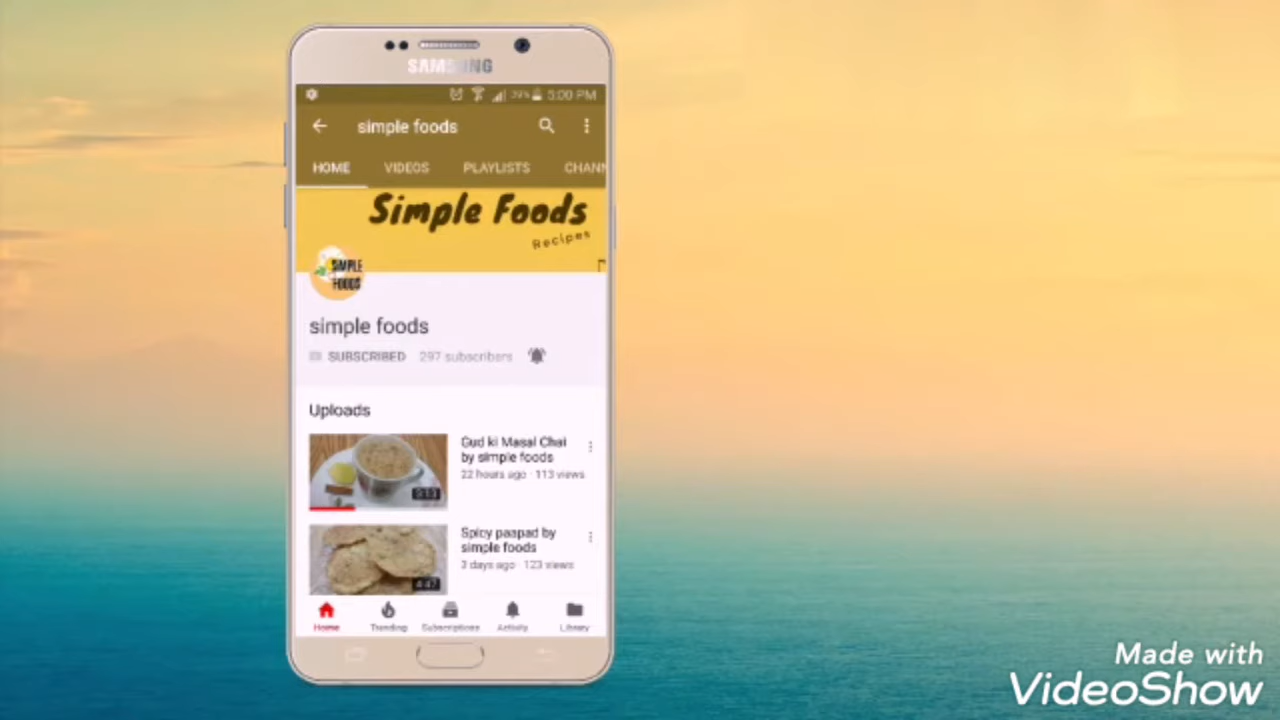 SAMSUNG
5:00 PM
simple foods
HOME VIDEOS PLAYLISTS CHANN
Simple Foods
Recipes
SIMPLE
FOODS
simple foods
SUBSCRIBED 297 subscribers
Uploads
Gud ki Masal Chai
by simple foods
22 hours ago · 113 views
Spicy paapad by
simple foods
3 days ago · 123 views
4:47
Home Trending Subscriptions Activity Library
Made with
VideoShow